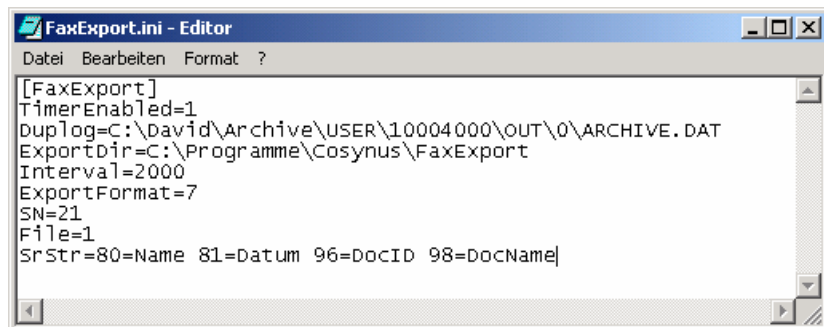 FaxExport.ini - Editor
Datei Bearbeiten Format ?
[FaxExport]
TimerEnabled=1
Duplog=C:\David\Archive\USER\10004000\OUT\0\ARCHIVE.DAT
ExportDir=C:\Programme\Cosynus\FaxExport
Interval=2000
ExportFormat=7
SN=21
File=1
SrStr=80=Name 81=Datum 96=DocID 98=DocName